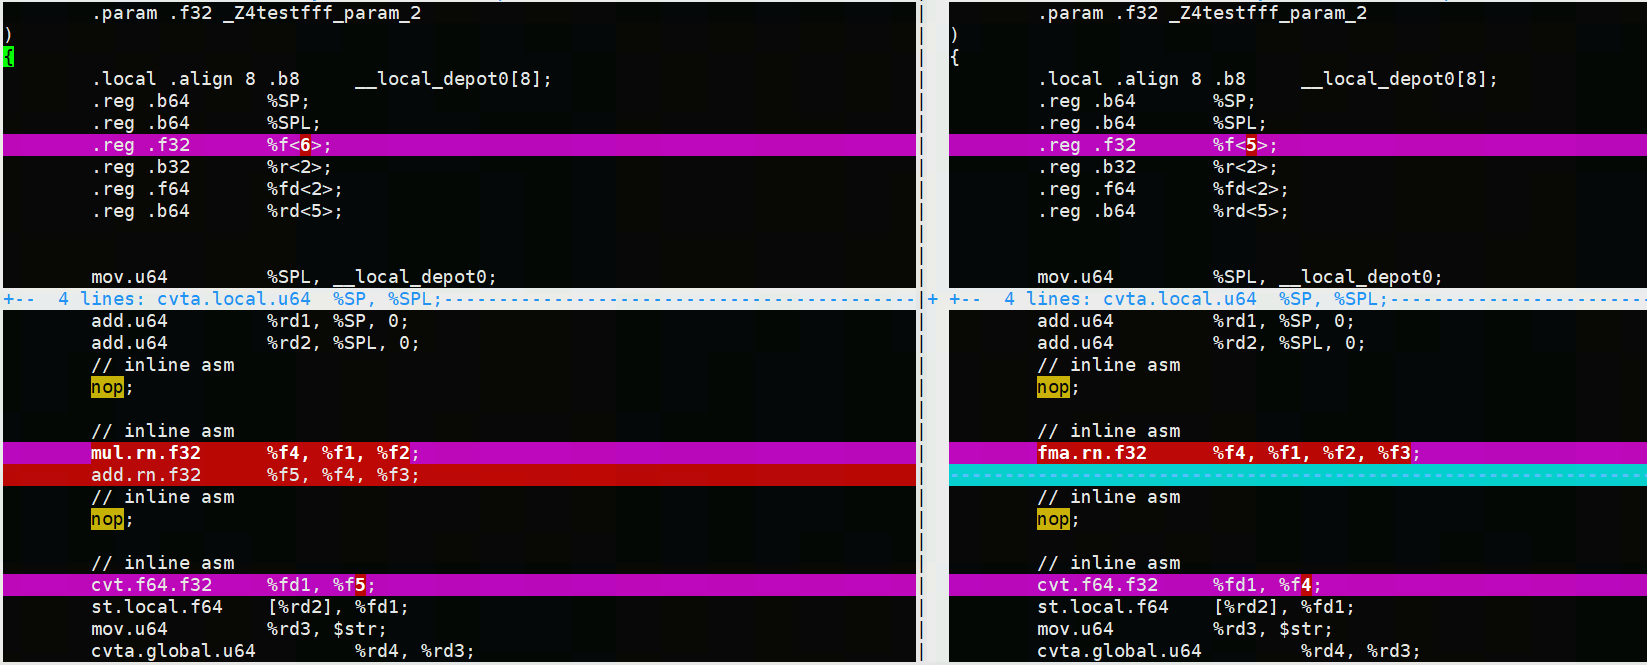 .param .f32 _Z4testfff_param_2
)
{
.local .align 8 .b8 __local_depot0[8];
.reg .b64 %SP;
.reg .b64 %SPL;
.reg .f32 %f<6>;
.reg .b32 %r<2>;
.reg .f64 %fd<2>;
.reg .b64 %rd<5>;
mov.u64 %SPL, __local_depot0;
+-- 4 lines: cvta.local.u64 %SP, %SPL;-------------------------------------------
add.u64 %rd1, %SP, 0;
add.u64 %rd2, %SPL, 0;
// inline asm
nop;
// inline asm
mul.rn.f32 %f4, %f1, %f2;
add.rn.f32 %f5, %f4, %f3;
// inline asm
nop;
// inline asm
cvt.f64.f32 %fd1, %f5;
st.local.f64 [%rd2], %fd1;
mov.u64 %rd3, $str;
cvta.global.u64 %rd4, %rd3;
.param .f32 _Z4testfff_param_2
)
{
.local .align 8 .b8 __local_depot0[8];
.reg .b64 %SP;
.reg .b64 %SPL;
.reg .f32 %f<5>;
.reg .b32 %r<2>;
.reg .f64 %fd<2>;
.reg .b64 %rd<5>;
mov.u64 %SPL, __local_depot0;
+ +-- 4 lines: cvta.local.u64 %SP, %SPL;------------------------
add.u64 %rd1, %SP, 0;
add.u64 %rd2, %SPL, 0;
// inline asm
nop;
// inline asm
fma.rn.f32 %f4, %f1, %f2, %f3;
---------------------------------------------------------------
// inline asm
nop;
// inline asm
cvt.f64.f32 %fd1, %f4;
st.local.f64 [%rd2], %fd1;
mov.u64 %rd3, $str;
cvta.global.u64 %rd4, %rd3;